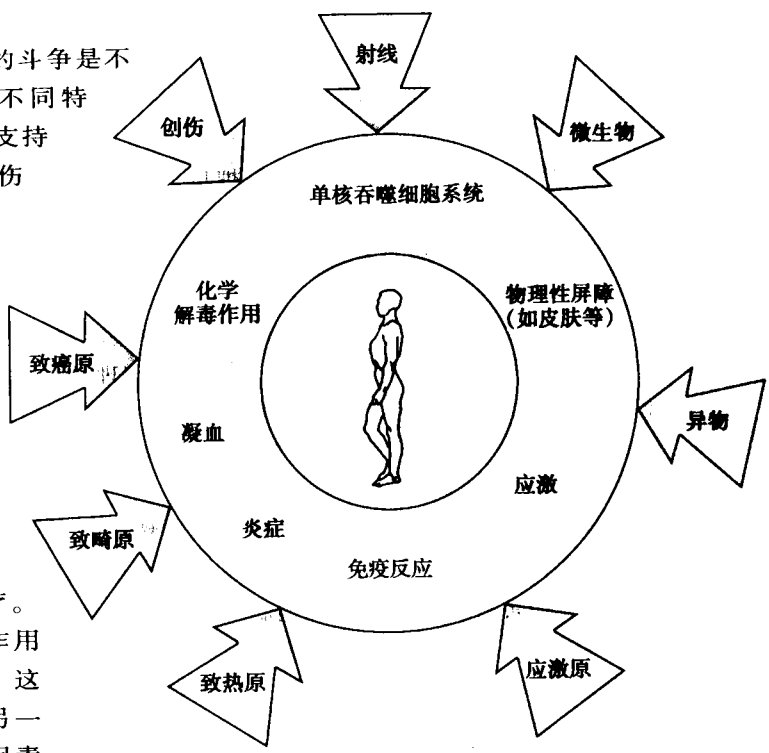 的斗争是不
不同特
支持
伤
射线
创伤
微生物
单核吞噬细胞系统
化学
解毒作用
物理性屏障
(如皮肤等)
致癌原
异物
凝血
应激
炎症
免疫反应
致畸原
致热原
应激原
疗。
作用
这
另一
因素